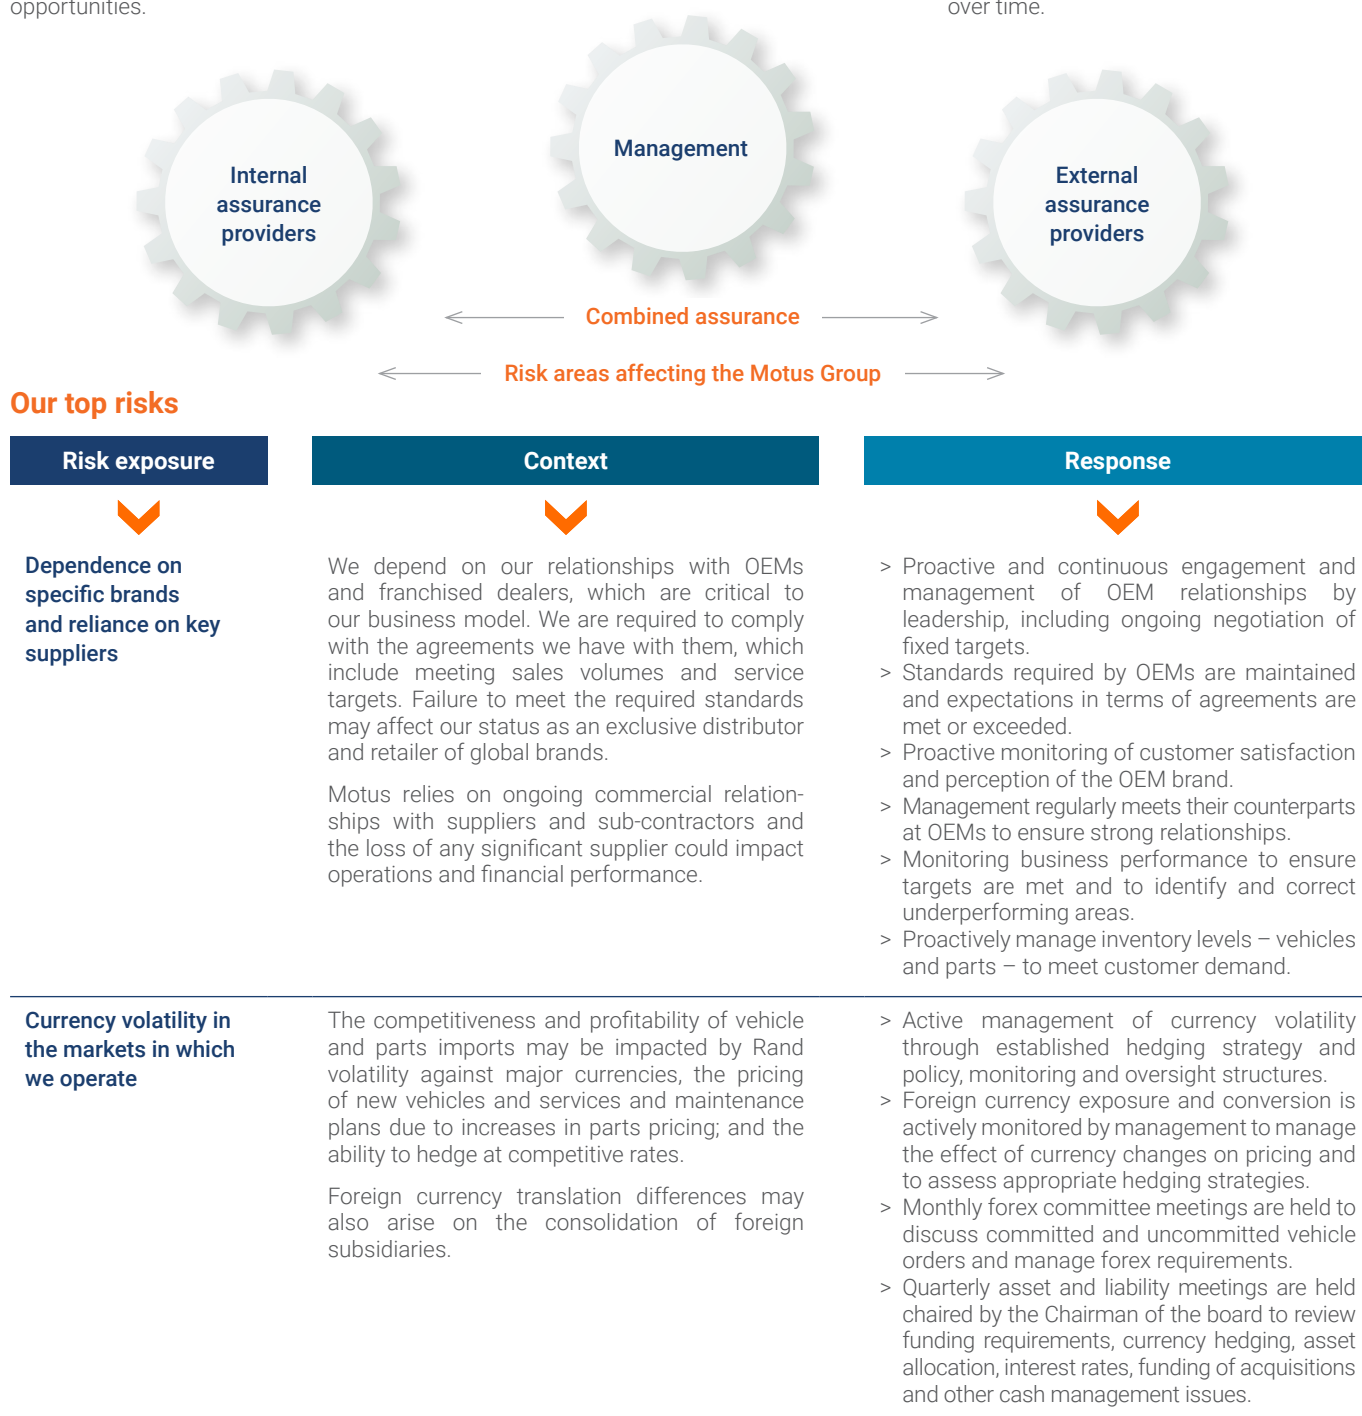 opportunities.
over time.
Internal
assurance
providers
Management
External
assurance
providers
Combined assurance
Risk areas affecting the Motus Group
Our top risks
Risk exposure
Context
Response
Dependence on
specific brands
and reliance on key
suppliers
We depend on our relationships with OEMs
and franchised dealers, which are critical to
our business model. We are required to comply
with the agreements we have with them, which
include meeting sales volumes and service
targets. Failure to meet the required standards
may affect our status as an exclusive distributor
and retailer of global brands.
Motus relies on ongoing commercial relation-
ships with suppliers and sub-contractors and
the loss of any significant supplier could impact
operations and financial performance.
> Proactive and continuous engagement and
management of OEM relationships by
leadership, including ongoing negotiation of
fixed targets.
> Standards required by OEMs are maintained
and expectations in terms of agreements are
met or exceeded.
> Proactive monitoring of customer satisfaction
and perception of the OEM brand.
> Management regularly meets their counterparts
at OEMs to ensure strong relationships.
> Monitoring business performance to ensure
targets are met and to identify and correct
underperforming areas.
> Proactively manage inventory levels – vehicles
and parts – to meet customer demand.
Currency volatility in
the markets in which
we operate
The competitiveness and profitability of vehicle
and parts imports may be impacted by Rand
volatility against major currencies, the pricing
of new vehicles and services and maintenance
plans due to increases in parts pricing; and the
ability to hedge at competitive rates.
Foreign currency translation differences may
also arise on the consolidation of foreign
subsidiaries.
> Active management of currency volatility
through established hedging strategy and
policy, monitoring and oversight structures.
> Foreign currency exposure and conversion is
actively monitored by management to manage
the effect of currency changes on pricing and
to assess appropriate hedging strategies.
> Monthly forex committee meetings are held to
discuss committed and uncommitted vehicle
orders and manage forex requirements.
> Quarterly asset and liability meetings are held
chaired by the Chairman of the board to review
funding requirements, currency hedging, asset
allocation, interest rates, funding of acquisitions
and other cash management issues.